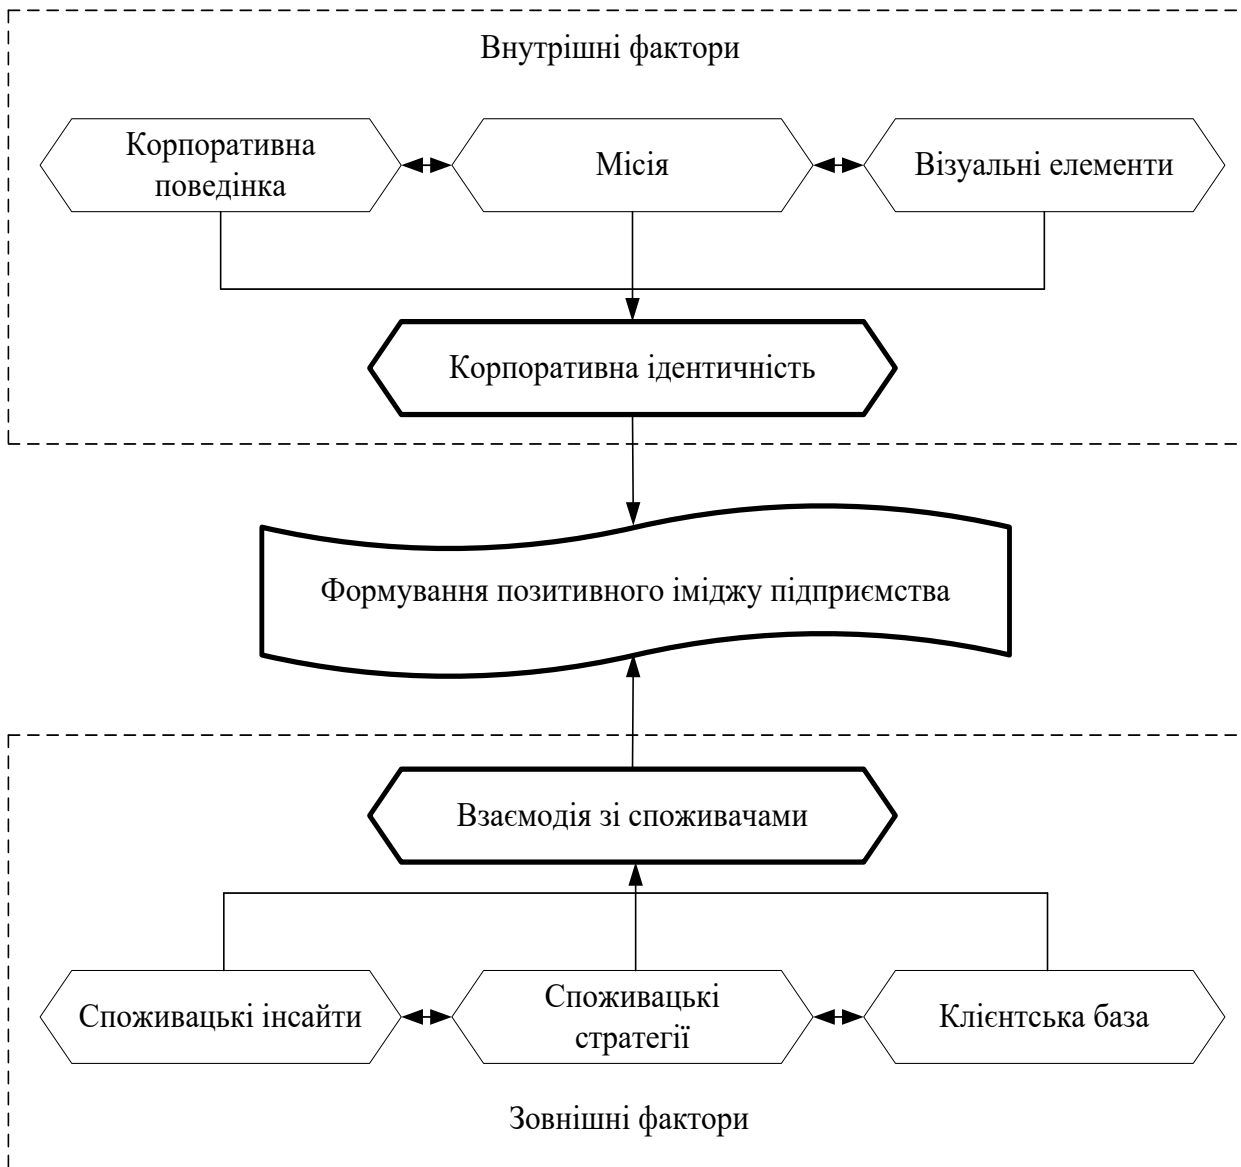 Внутрішні фактори
Корпоративна
поведінка
Місія
Візуальні елементи
Корпоративна ідентичність
Формування позитивного іміджу підприємства
Взаємодія зі споживачами
Споживацькі інсайти
Споживацькі
стратегії
Клієнтська база
Зовнішні фактори